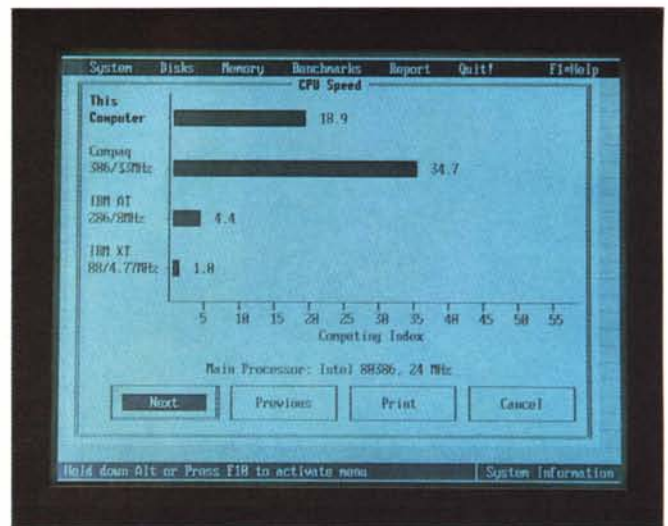 System Disks Memory Benchmarks Report Quit! F1=Help
CPU Speed
This
Computer
18.9
Compaq
386/33MHz
34.7
IBM AT
286/8MHz
4.4
IBM XT
88/4.77MHz
1.0
5 10 15 20 25 30 35 40 45 50 55
Computing Index
Main Processor: Intel 80386, 24 MHz
Next Previous Print Cancel
Hold down Alt or Press F10 to activate menu System Information